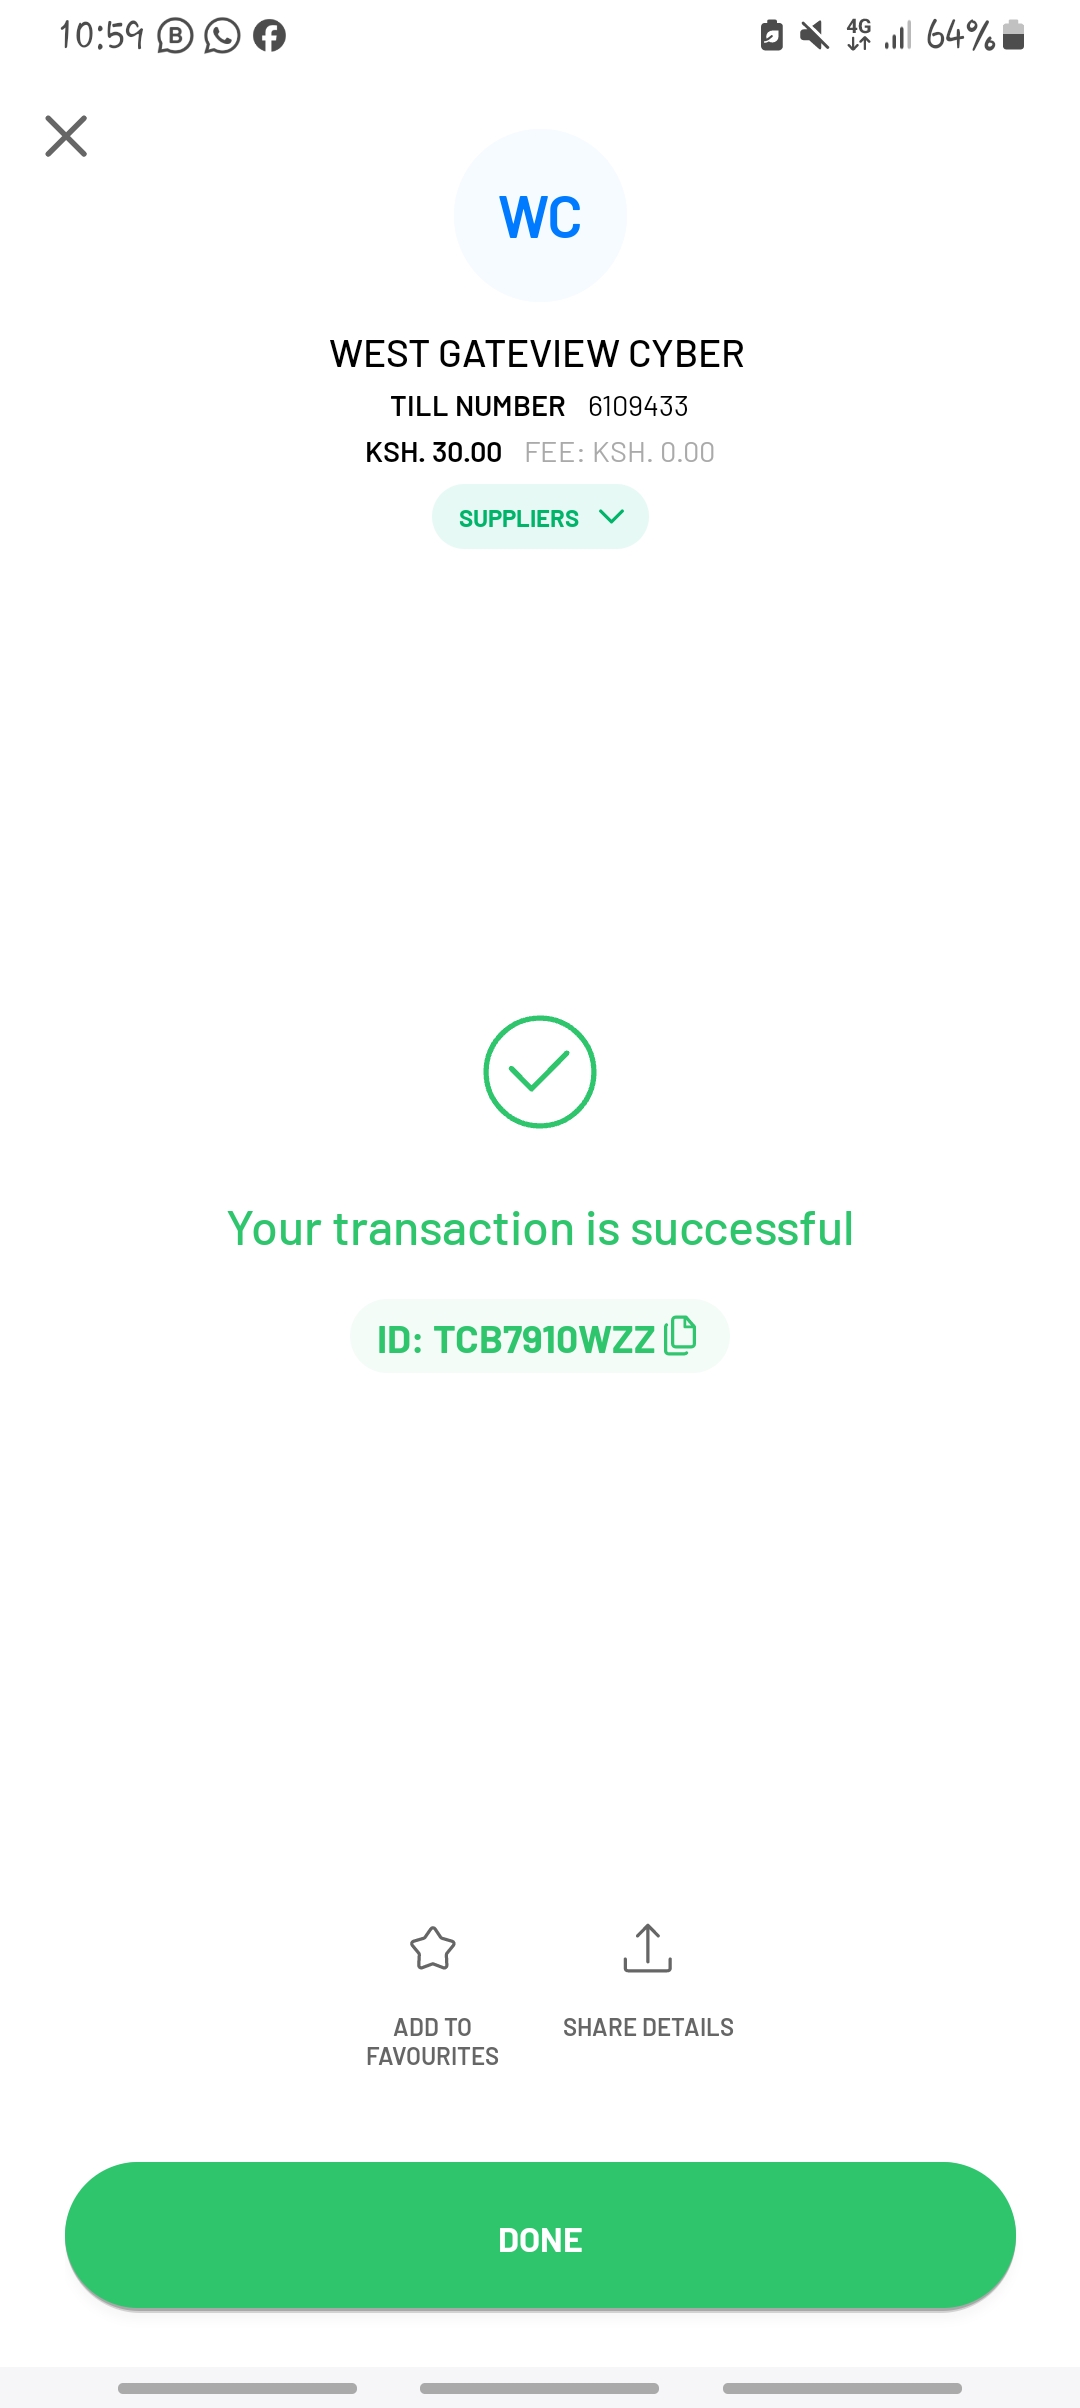 10:59 B 4G 64%
WC
WEST GATEVIEW CYBER
TILL NUMBER 6109433
KSH. 30.00 FEE: KSH. 0.00
SUPPLIERS
Your transaction is successful
ID: TCB7910WZZ
ADD TO
FAVOURITES
SHARE DETAILS
DONE